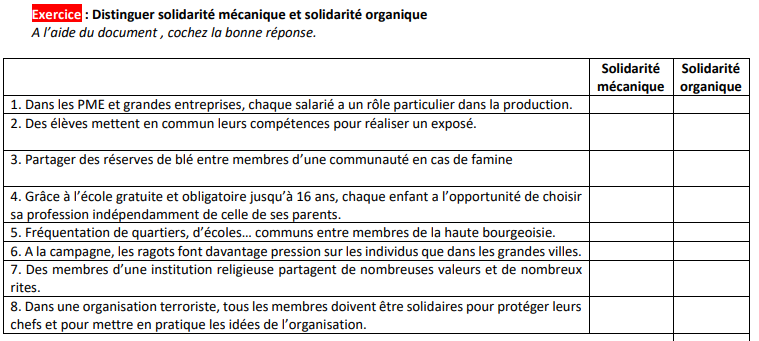 Exercice : Distinguer solidarité mécanique et solidarité organique
A l’aide du document , cochez la bonne réponse.
Solidarité mécanique
Solidarité organique
1. Dans les PME et grandes entreprises, chaque salarié a un rôle particulier dans la production.
2. Des élèves mettent en commun leurs compétences pour réaliser un exposé.
3. Partager des réserves de blé entre membres d’une communauté en cas de famine
4. Grâce à l’école gratuite et obligatoire jusqu’à 16 ans, chaque enfant a l’opportunité de choisir
sa profession indépendamment de celle de ses parents.
5. Fréquentation de quartiers, d’écoles… communs entre membres de la haute bourgeoisie.
6. A la campagne, les ragots font davantage pression sur les individus que dans les grandes villes.
7. Des membres d’une institution religieuse partagent de nombreuses valeurs et de nombreux
rites.
8. Dans une organisation terroriste, tous les membres doivent être solidaires pour protéger leurs
chefs et pour mettre en pratique les idées de l’organisation.